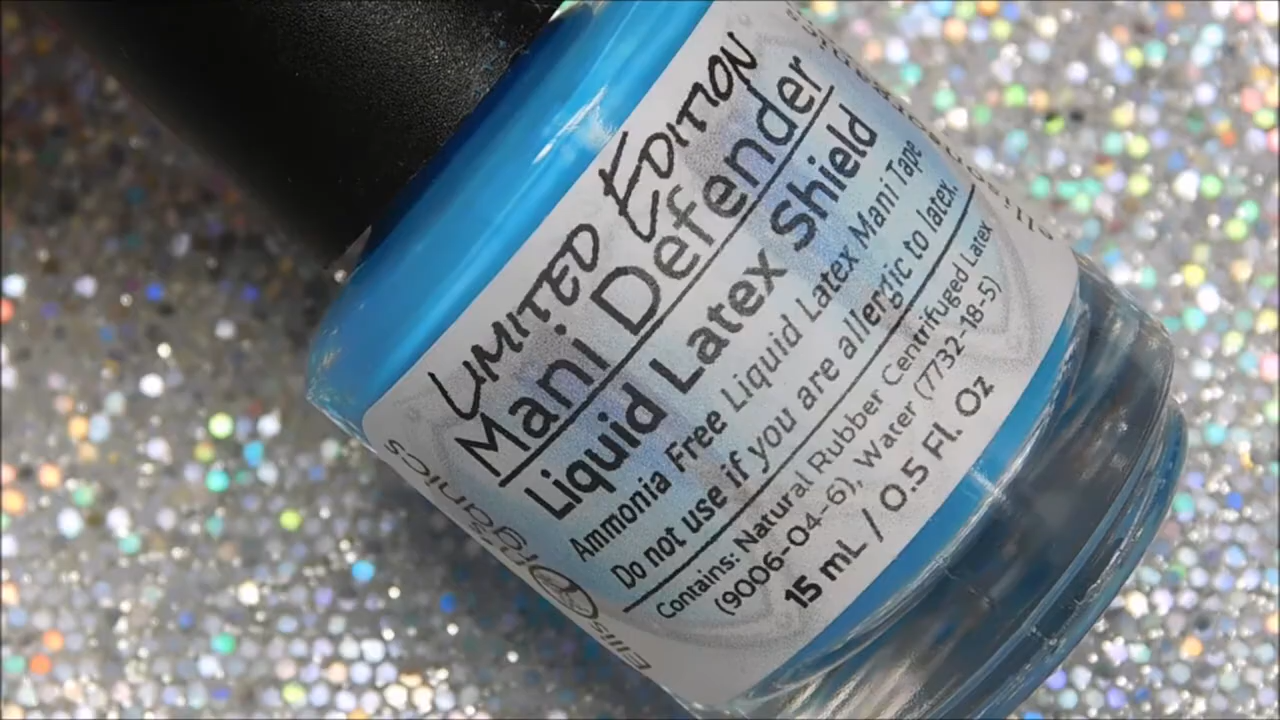 LIMITED EDITION
Mani Defender
Liquid Latex Shield
Ammonia Free Liquid Latex Mani Tape
Do not use if you are allergic to latex.
Contains: Natural Rubber Centrifuged Latex
(9006-04-6), Water (7732-18-5)
15 mL / 0.5 Fl. Oz
Organics